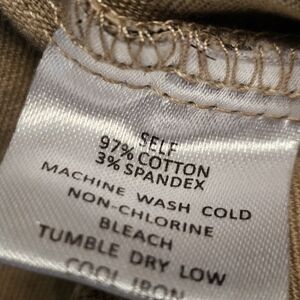 SELF
97% COTTON
3% SPANDEX
MACHINE WASH COLD
NON-CHLORINE
BLEACH
TUMBLE DRY LOW
COOL IRON